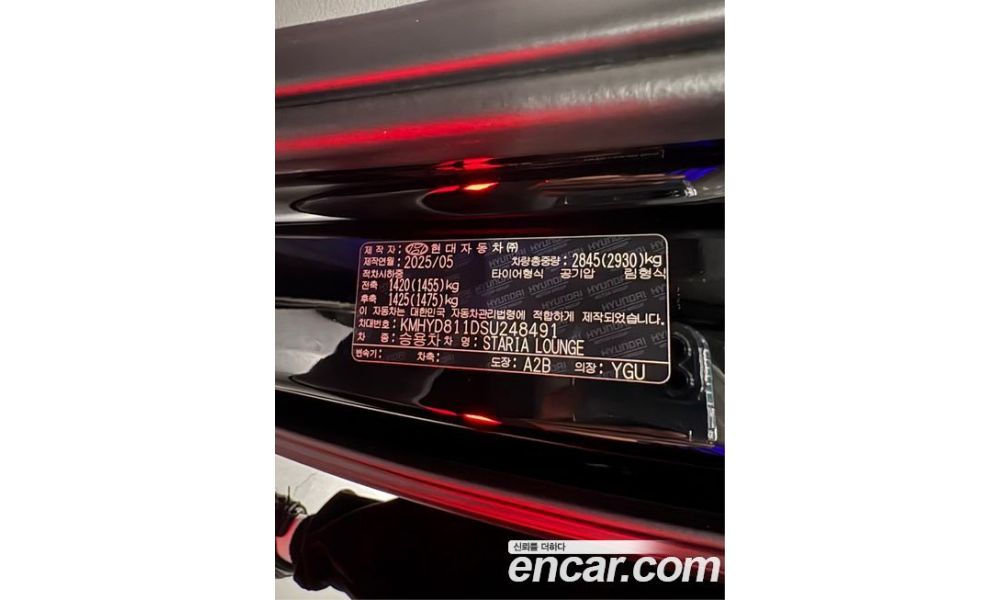 제 작 자 : 현대자동차㈜
제작연월 : 2025/05 차량총중량 : 2845(2930)kg
적차시하중 타이어형식 공기압 림형식
전축 1420(1455)kg
후축 1425(1475)kg
이 자동차는 대한민국 자동차관리법령에 적합하게 제작되었습니다.
차대번호 : KMHYD811DSU248491
차 종 : 승용차 차 명 : STARIA LOUNGE
변속기 : 차축 : 도장 : A2B 의장 : YGU
HYUNDAI
신뢰를 더하다
encar.com